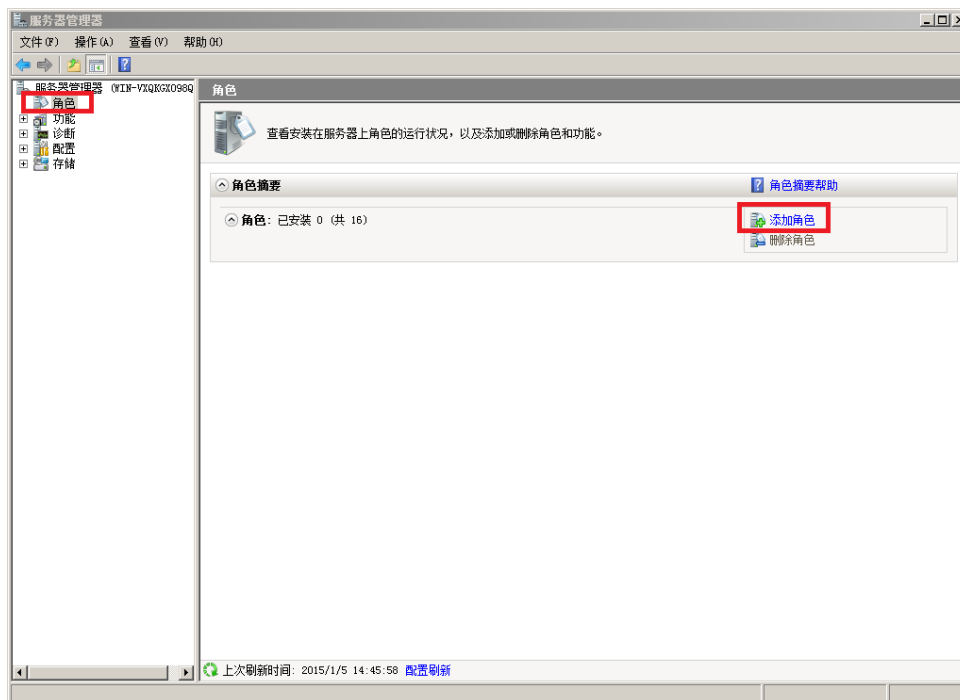 服务器管理器
文件(F) 操作(A) 查看(V) 帮助(H)
服务器管理器 (WIN-VXQKGXO98Q
角色
功能
诊断
配置
存储
角色
查看安装在服务器上角色的运行状况，以及添加或删除角色和功能。
角色摘要
角色摘要帮助
角色：已安装 0 (共 16)
添加角色
删除角色
上次刷新时间: 2015/1/5 14:45:58 配置刷新